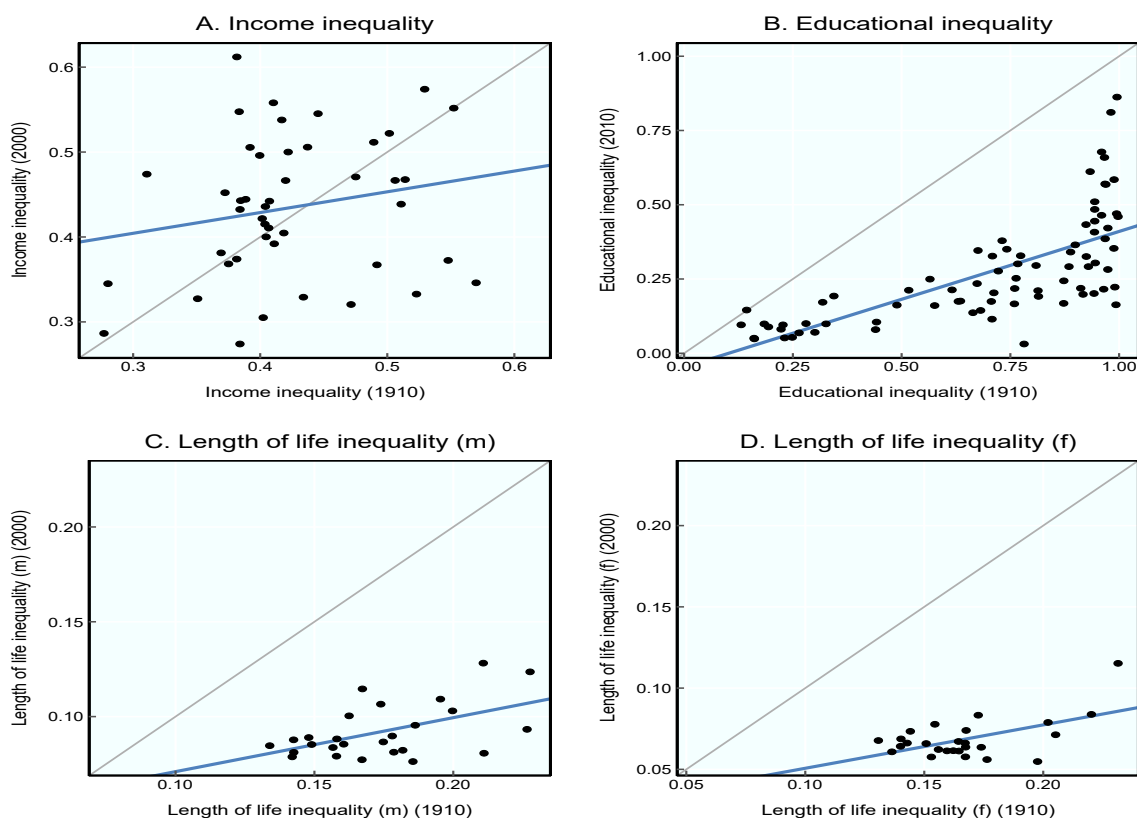 A. Income inequality
Income inequality (2000)
0.6
0.5
0.4
0.3
0.3 0.4 0.5 0.6
Income inequality (1910)
B. Educational inequality
Educational inequality (2010)
1.00
0.75
0.50
0.25
0.00
0.00 0.25 0.50 0.75 1.00
Educational inequality (1910)
C. Length of life inequality (m)
Length of life inequality (m) (2000)
0.20
0.15
0.10
0.10 0.15 0.20
Length of life inequality (m) (1910)
D. Length of life inequality (f)
Length of life inequality (f) (2000)
0.20
0.15
0.10
0.05
0.05 0.10 0.15 0.20
Length of life inequality (f) (1910)